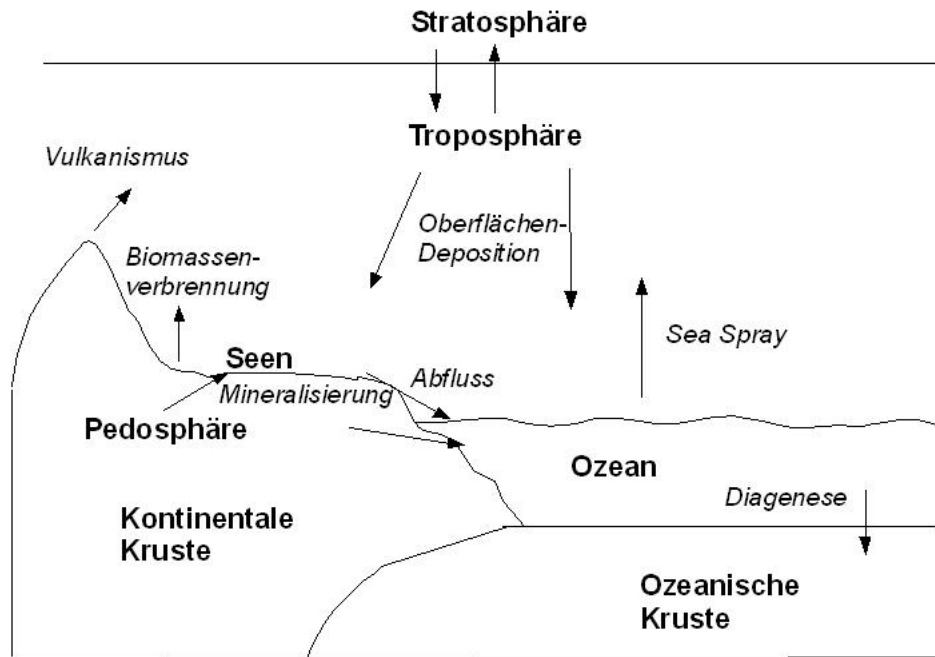 Stratosphäre
Troposphäre
Vulkanismus
Oberflächen-
Deposition
Biomassen-
verbrennung
Sea Spray
Seen
Mineralisierung
Abfluss
Pedosphäre
Ozean
Diagenese
Kontinentale
Kruste
Ozeanische
Kruste